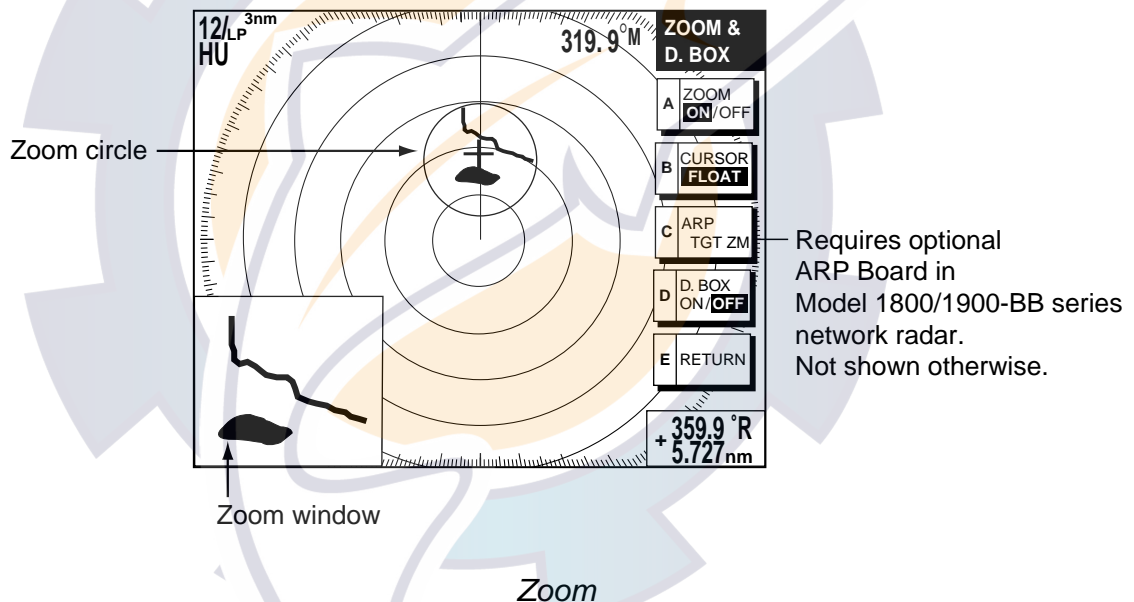 12/LP 3nm
HU
319.9°M
ZOOM &
D. BOX
A ZOOM
ON/OFF
B CURSOR
FLOAT
C ARP
TGT ZM
D D. BOX
ON/OFF
E RETURN
+ 359.9 °R
5.727nm
Zoom circle
Requires optional
ARP Board in
Model 1800/1900-BB series
network radar.
Not shown otherwise.
Zoom window
Zoom